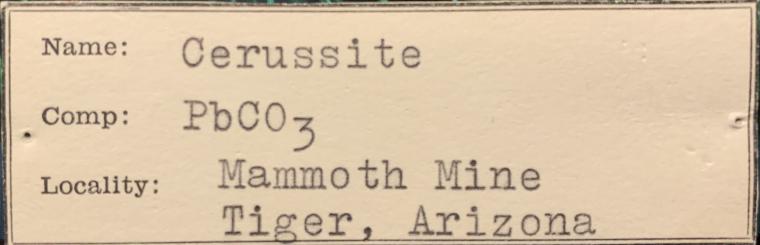 Name: Cerussite
Comp: PbCO3
Locality: Mammoth Mine
Tiger, Arizona